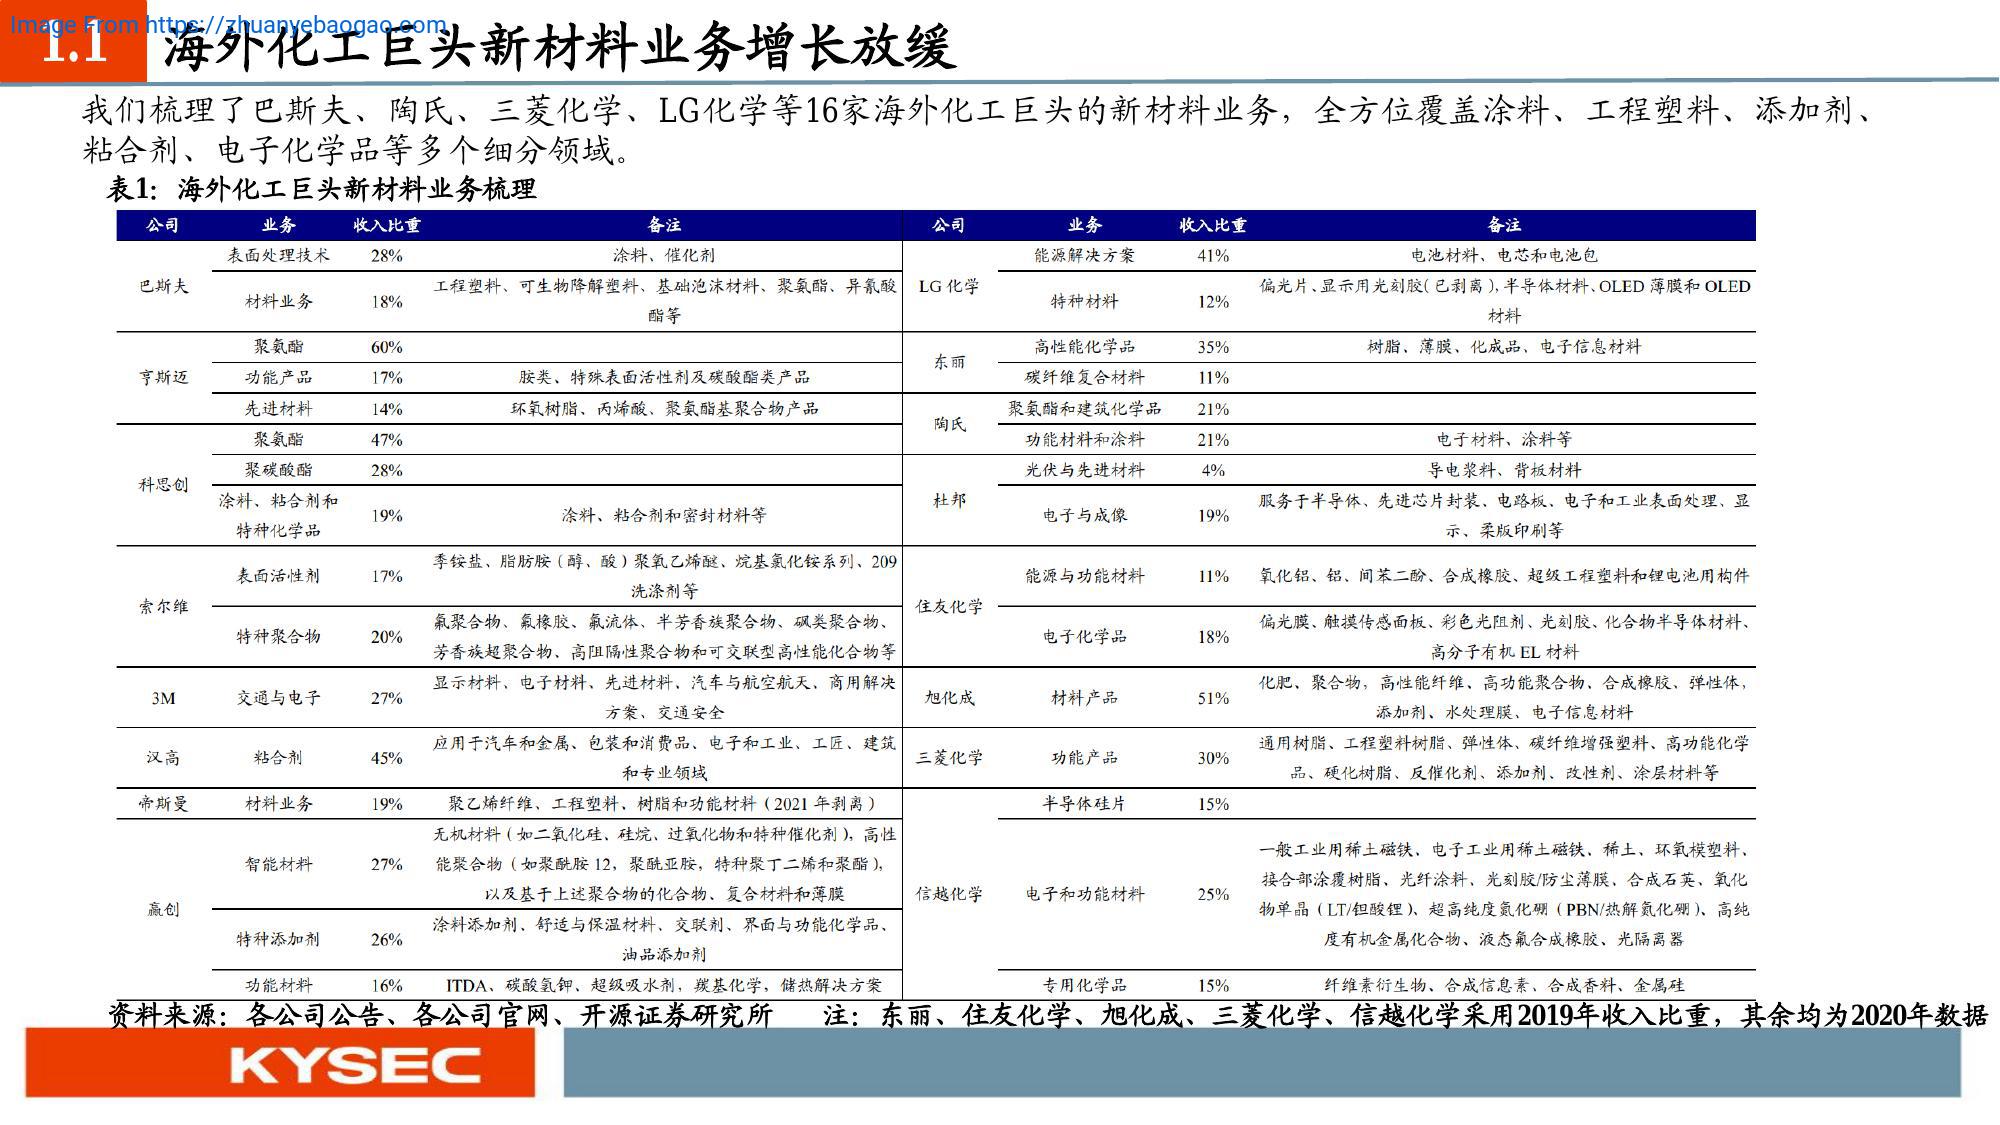 Image From https://zhuanyebaogao.com
1.1 海外化工巨头新材料业务增长放缓
我们梳理了巴斯夫、陶氏、三菱化学、LG化学等16家海外化工巨头的新材料业务，全方位覆盖涂料、工程塑料、添加剂、
粘合剂、电子化学品等多个细分领域。
表1：海外化工巨头新材料业务梳理
公司 业务 收入比重 备注
巴斯夫 表面处理技术 28% 涂料、催化剂
材料业务 18% 工程塑料、可生物降解塑料、基础泡沫材料、聚氨酯、异氰酸
酯等
亨斯迈 聚氨酯 60%
功能产品 17% 胺类、特殊表面活性剂及碳酸酯类产品
先进材料 14% 环氧树脂、丙烯酸、聚氨酯基聚合物产品
科思创 聚氨酯 47%
聚碳酸酯 28%
涂料、粘合剂和
特种化学品 19% 涂料、粘合剂和密封材料等
索尔维 表面活性剂 17% 季铵盐、脂肪胺（醇、酸）聚氧乙烯醚、烷基氯化铵系列、209
洗涤剂等
特种聚合物 20% 氟聚合物、氟橡胶、氟流体、半芳香族聚合物、砜类聚合物、
芳香族超聚合物、高阻隔性聚合物和可交联型高性能化合物等
3M 交通与电子 27% 显示材料、电子材料、先进材料、汽车与航空航天、商用解决
方案、交通安全
汉高 粘合剂 45% 应用于汽车和金属、包装和消费品、电子和工业、工匠、建筑
和专业领域
帝斯曼 材料业务 19% 聚乙烯纤维、工程塑料、树脂和功能材料（2021 年剥离）
赢创 智能材料 27% 无机材料（如二氧化硅、硅烷、过氧化物和特种催化剂），高性
能聚合物（如聚酰胺 12，聚酰亚胺，特种聚丁二烯和聚酯），
以及基于上述聚合物的化合物、复合材料和薄膜
特种添加剂 26% 涂料添加剂、舒适与保温材料、交联剂、界面与功能化学品、
油品添加剂
功能材料 16% ITDA、碳酸氢钾、超级吸水剂，羰基化学，储热解决方案
公司 业务 收入比重 备注
LG 化学 能源解决方案 41% 电池材料、电芯和电池包
特种材料 12% 偏光片、显示用光刻胶（已剥离），半导体材料、OLED 薄膜和 OLED
材料
东丽 高性能化学品 35% 树脂、薄膜、化成品、电子信息材料
碳纤维复合材料 11%
陶氏 聚氨酯和建筑化学品 21%
功能材料和涂料 21% 电子材料、涂料等
杜邦 光伏与先进材料 4% 导电浆料、背板材料
电子与成像 19% 服务于半导体、先进芯片封装、电路板、电子和工业表面处理、显
示、柔版印刷等
住友化学 能源与功能材料 11% 氧化铝、铝、间苯二酚、合成橡胶、超级工程塑料和锂电池用构件
电子化学品 18% 偏光膜、触摸传感面板、彩色光阻剂、光刻胶、化合物半导体材料、
高分子有机 EL 材料
旭化成 材料产品 51% 化肥、聚合物，高性能纤维、高功能聚合物、合成橡胶、弹性体，
添加剂、水处理膜、电子信息材料
三菱化学 功能产品 30% 通用树脂、工程塑料树脂、弹性体、碳纤维增强塑料、高功能化学
品、硬化树脂、反催化剂、添加剂、改性剂、涂层材料等
信越化学 半导体硅片 15%
电子和功能材料 25% 一般工业用稀土磁铁、电子工业用稀土磁铁、稀土、环氧模塑料、
接合部涂覆树脂、光纤涂料、光刻胶/防尘薄膜、合成石英、氧化
物单晶（LT/钽酸锂）、超高纯度氮化硼（PBN/热解氮化硼）、高纯
度有机金属化合物、液态氟合成橡胶、光隔离器
专用化学品 15% 纤维素衍生物、合成信息素、合成香料、金属硅
资料来源：各公司公告、各公司官网、开源证券研究所 注：东丽、住友化学、旭化成、三菱化学、信越化学采用2019年收入比重，其余均为2020年数据
KYSEC